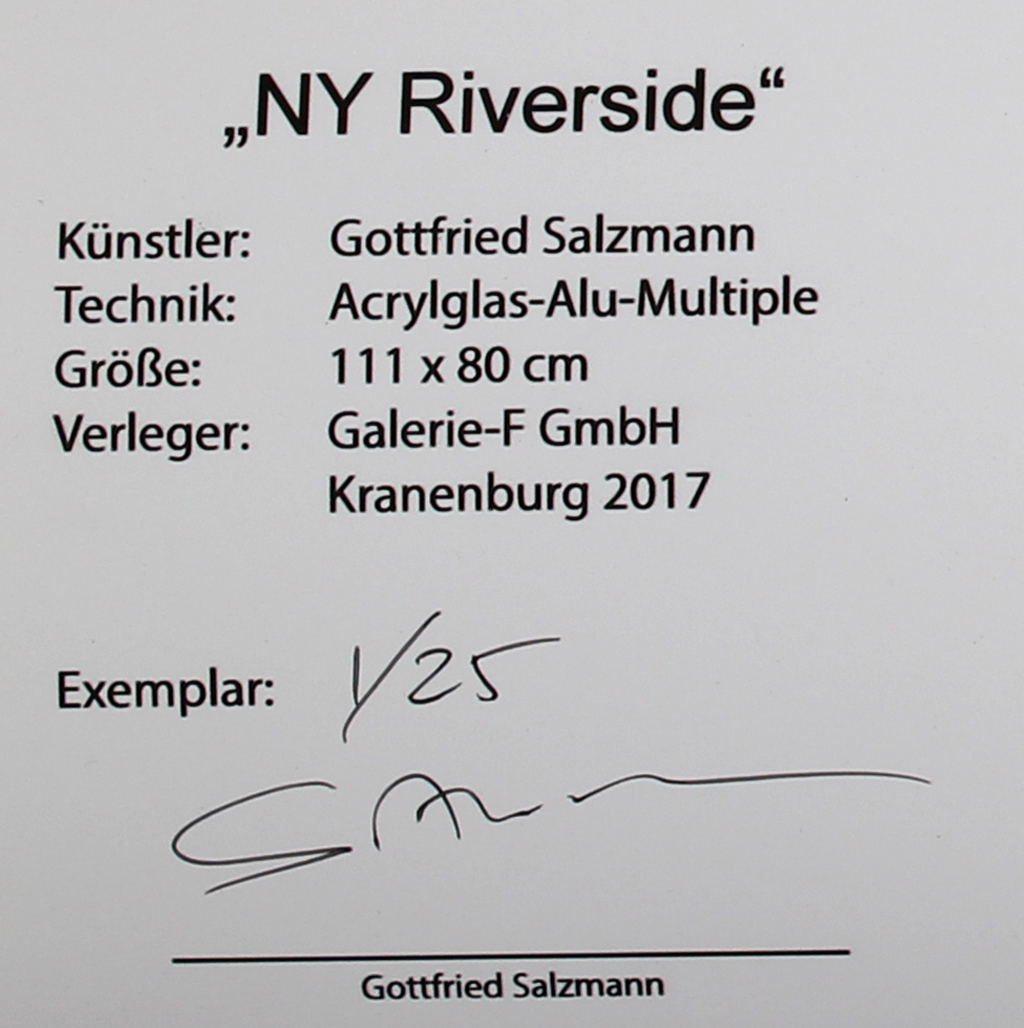 „NY Riverside“
Künstler: Gottfried Salzmann
Technik: Acrylglas-Alu-Multiple
Größe: 111 x 80 cm
Verleger: Galerie-F GmbH
Kranenburg 2017
Exemplar: 1/25
Gottfried Salzmann